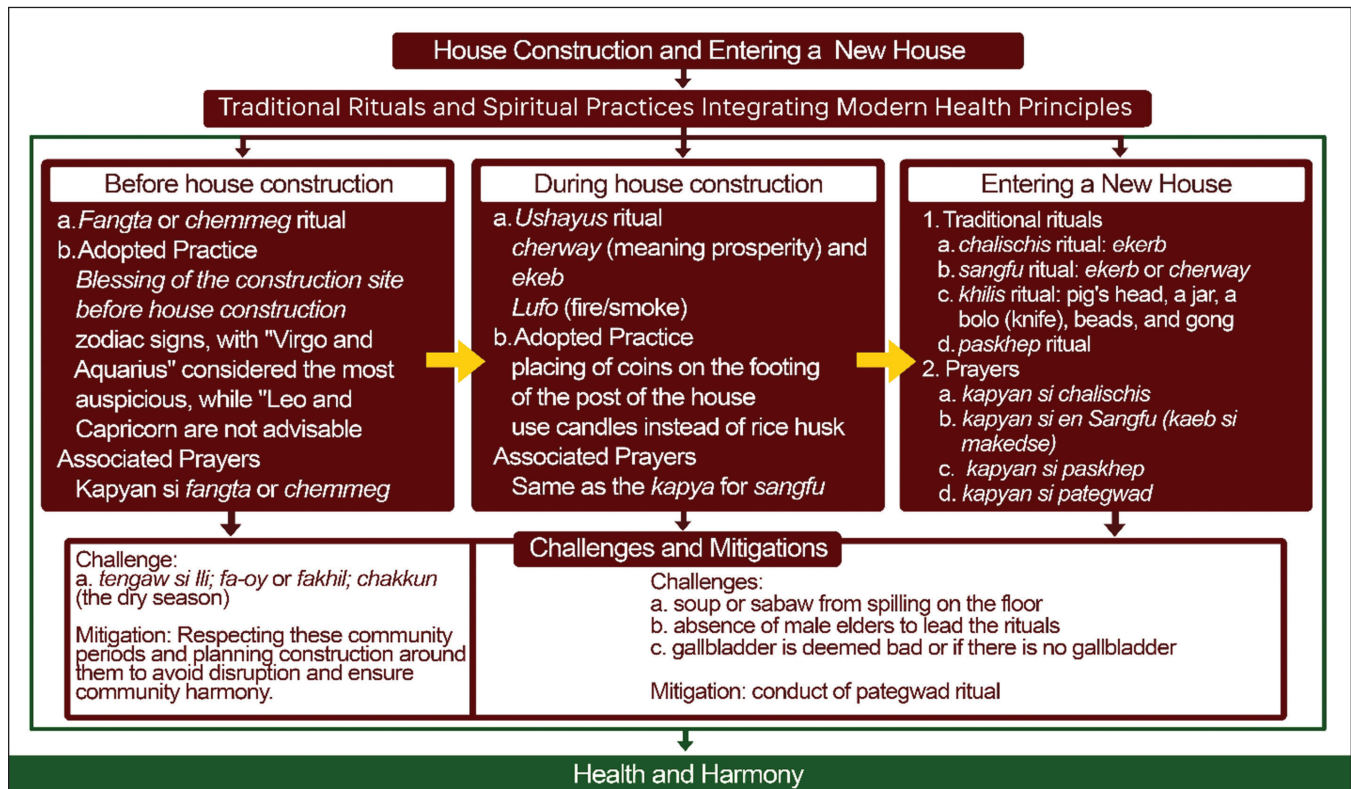 House Construction and Entering a New House
Traditional Rituals and Spiritual Practices Integrating Modern Health Principles
Before house construction
a. Fangta or chemmeg ritual
b. Adopted Practice
Blessing of the construction site
before house construction
zodiac signs, with "Virgo and
Aquarius" considered the most
auspicious, while "Leo and
Capricorn are not advisable
Associated Prayers
Kapyan si fangta or chemmeg
During house construction
a. Ushayus ritual
cherway (meaning prosperity) and
ekeb
Lufo (fire/smoke)
b. Adopted Practice
placing of coins on the footing
of the post of the house
use candles instead of rice husk
Associated Prayers
Same as the kapya for sangfu
Entering a New House
1. Traditional rituals
a. chalischis ritual: ekerb
b. sangfu ritual: ekerb or cherway
c. khilis ritual: pig's head, a jar, a
bolo (knife), beads, and gong
d. paskhep ritual
2. Prayers
a. kapyan si chalischis
b. kapyan si en Sangfu (kaeb si
makedse)
c. kapyan si paskhep
d. kapyan si pategwad
Challenge:
a. tengaw si Ili; fa-oy or fakhil; chakkun
(the dry season)
Mitigation: Respecting these community
periods and planning construction around
them to avoid disruption and ensure
community harmony.
Challenges and Mitigations
Challenges:
a. soup or sabaw from spilling on the floor
b. absence of male elders to lead the rituals
c. gallbladder is deemed bad or if there is no gallbladder
Mitigation: conduct of pategwad ritual
Health and Harmony